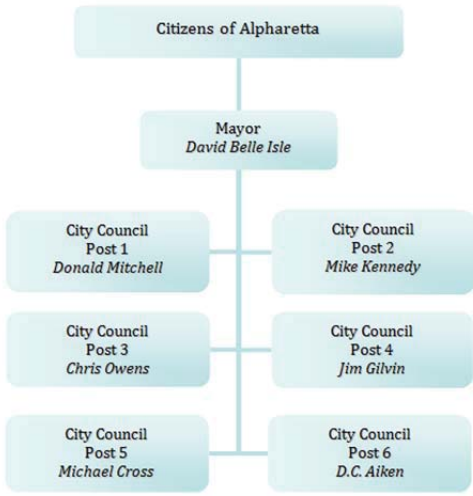 Citizens of Alpharetta
Mayor
David Belle Isle
City Council
Post 1
Donald Mitchell
City Council
Post 2
Mike Kennedy
City Council
Post 3
Chris Owens
City Council
Post 4
Jim Gilvin
City Council
Post 5
Michael Cross
City Council
Post 6
D.C. Aiken